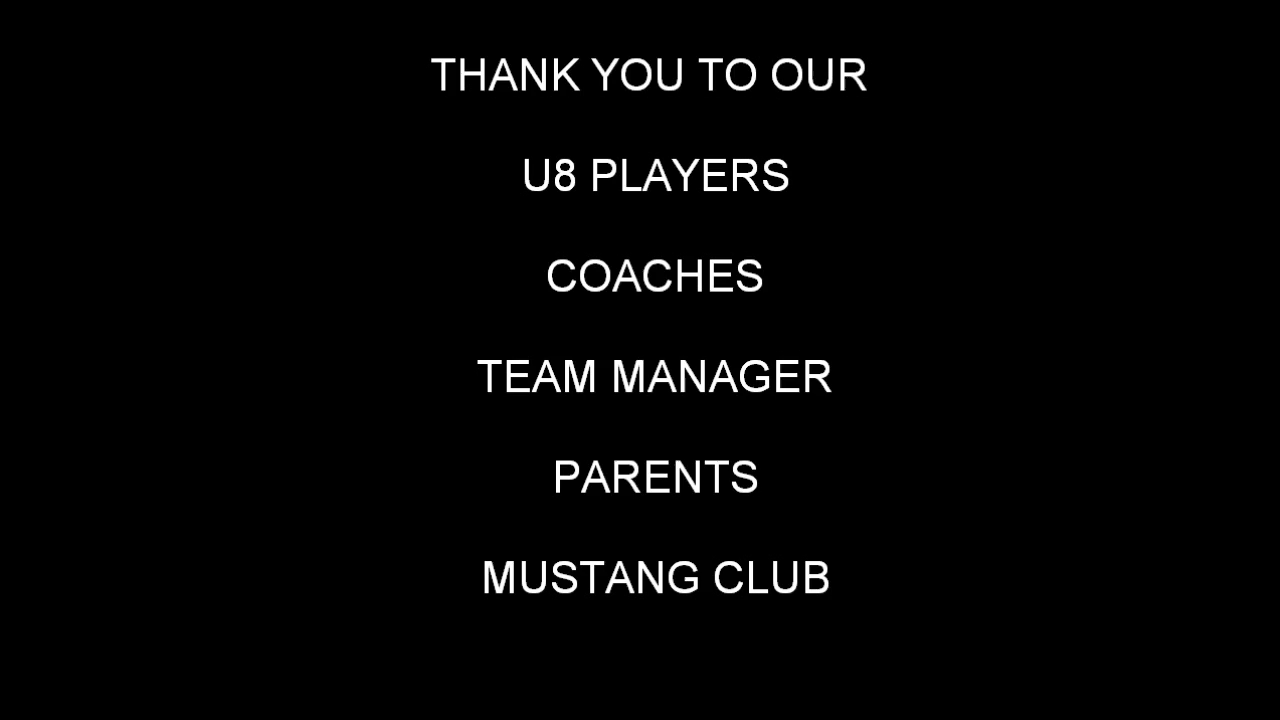 THANK YOU TO OUR
U8 PLAYERS
COACHES
TEAM MANAGER
PARENTS
MUSTANG CLUB